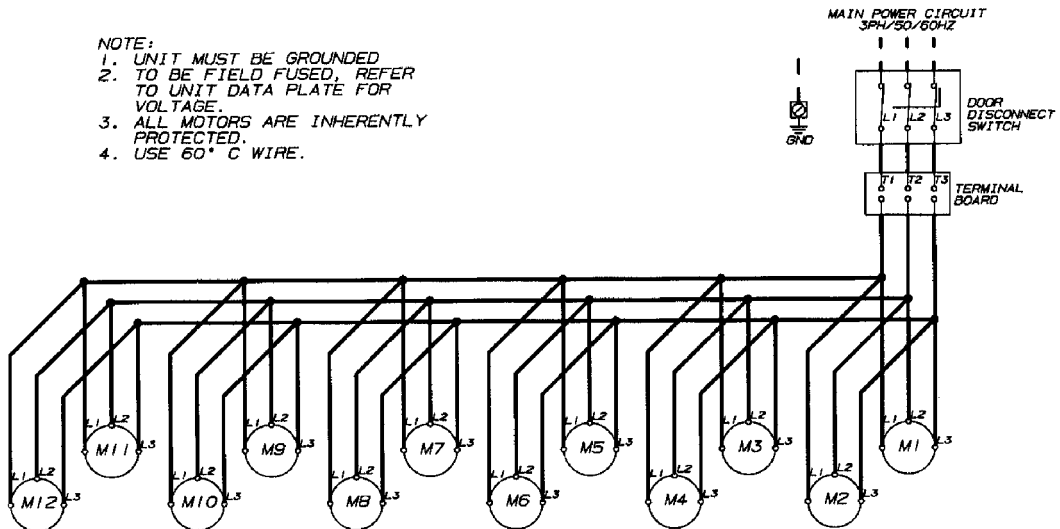 MAIN POWER CIRCUIT
3PH/50/60HZ
NOTE:
1. UNIT MUST BE GROUNDED
2. TO BE FIELD FUSED, REFER
TO UNIT DATA PLATE FOR
VOLTAGE.
3. ALL MOTORS ARE INHERENTLY
PROTECTED.
4. USE 60° C WIRE.
DOOR
DISCONNECT
SWITCH
L1 L2 L3
GND
T1 T2 T3
TERMINAL
BOARD
L1 L2 L3 L1 L2 L3 L1 L2 L3 L1 L2 L3 L1 L2 L3 L1 L2 L3
M11 M9 M7 M5 M3 M1
L1 L2 L3 L1 L2 L3 L1 L2 L3 L1 L2 L3 L1 L2 L3 L1 L2 L3
M12 M10 M8 M6 M4 M2